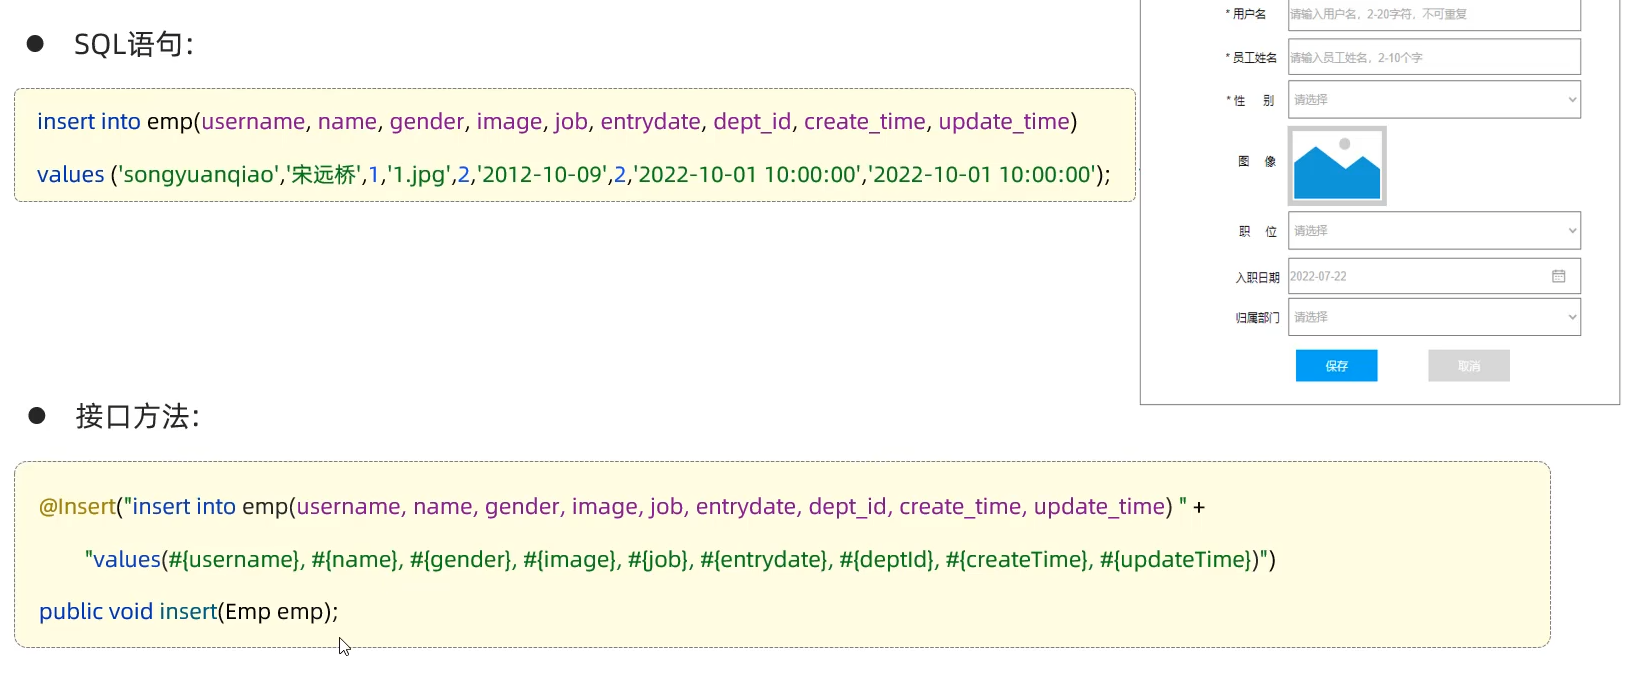 SQL语句：
insert into emp(username, name, gender, image, job, entrydate, dept_id, create_time, update_time)
values ('songyuanqiao','宋远桥',1,'1.jpg',2,'2012-10-09',2,'2022-10-01 10:00:00','2022-10-01 10:00:00');
* 用户名 请输入用户名，2-20字符，不可重复
* 员工姓名 请输入员工姓名，2-10个字
* 性 别 请选择
图 像
职 位 请选择
入职日期 2022-07-22
归属部门 请选择
保存 取消
接口方法：
@Insert("insert into emp(username, name, gender, image, job, entrydate, dept_id, create_time, update_time) " +
"values(#{username}, #{name}, #{gender}, #{image}, #{job}, #{entrydate}, #{deptId}, #{createTime}, #{updateTime})")
public void insert(Emp emp);